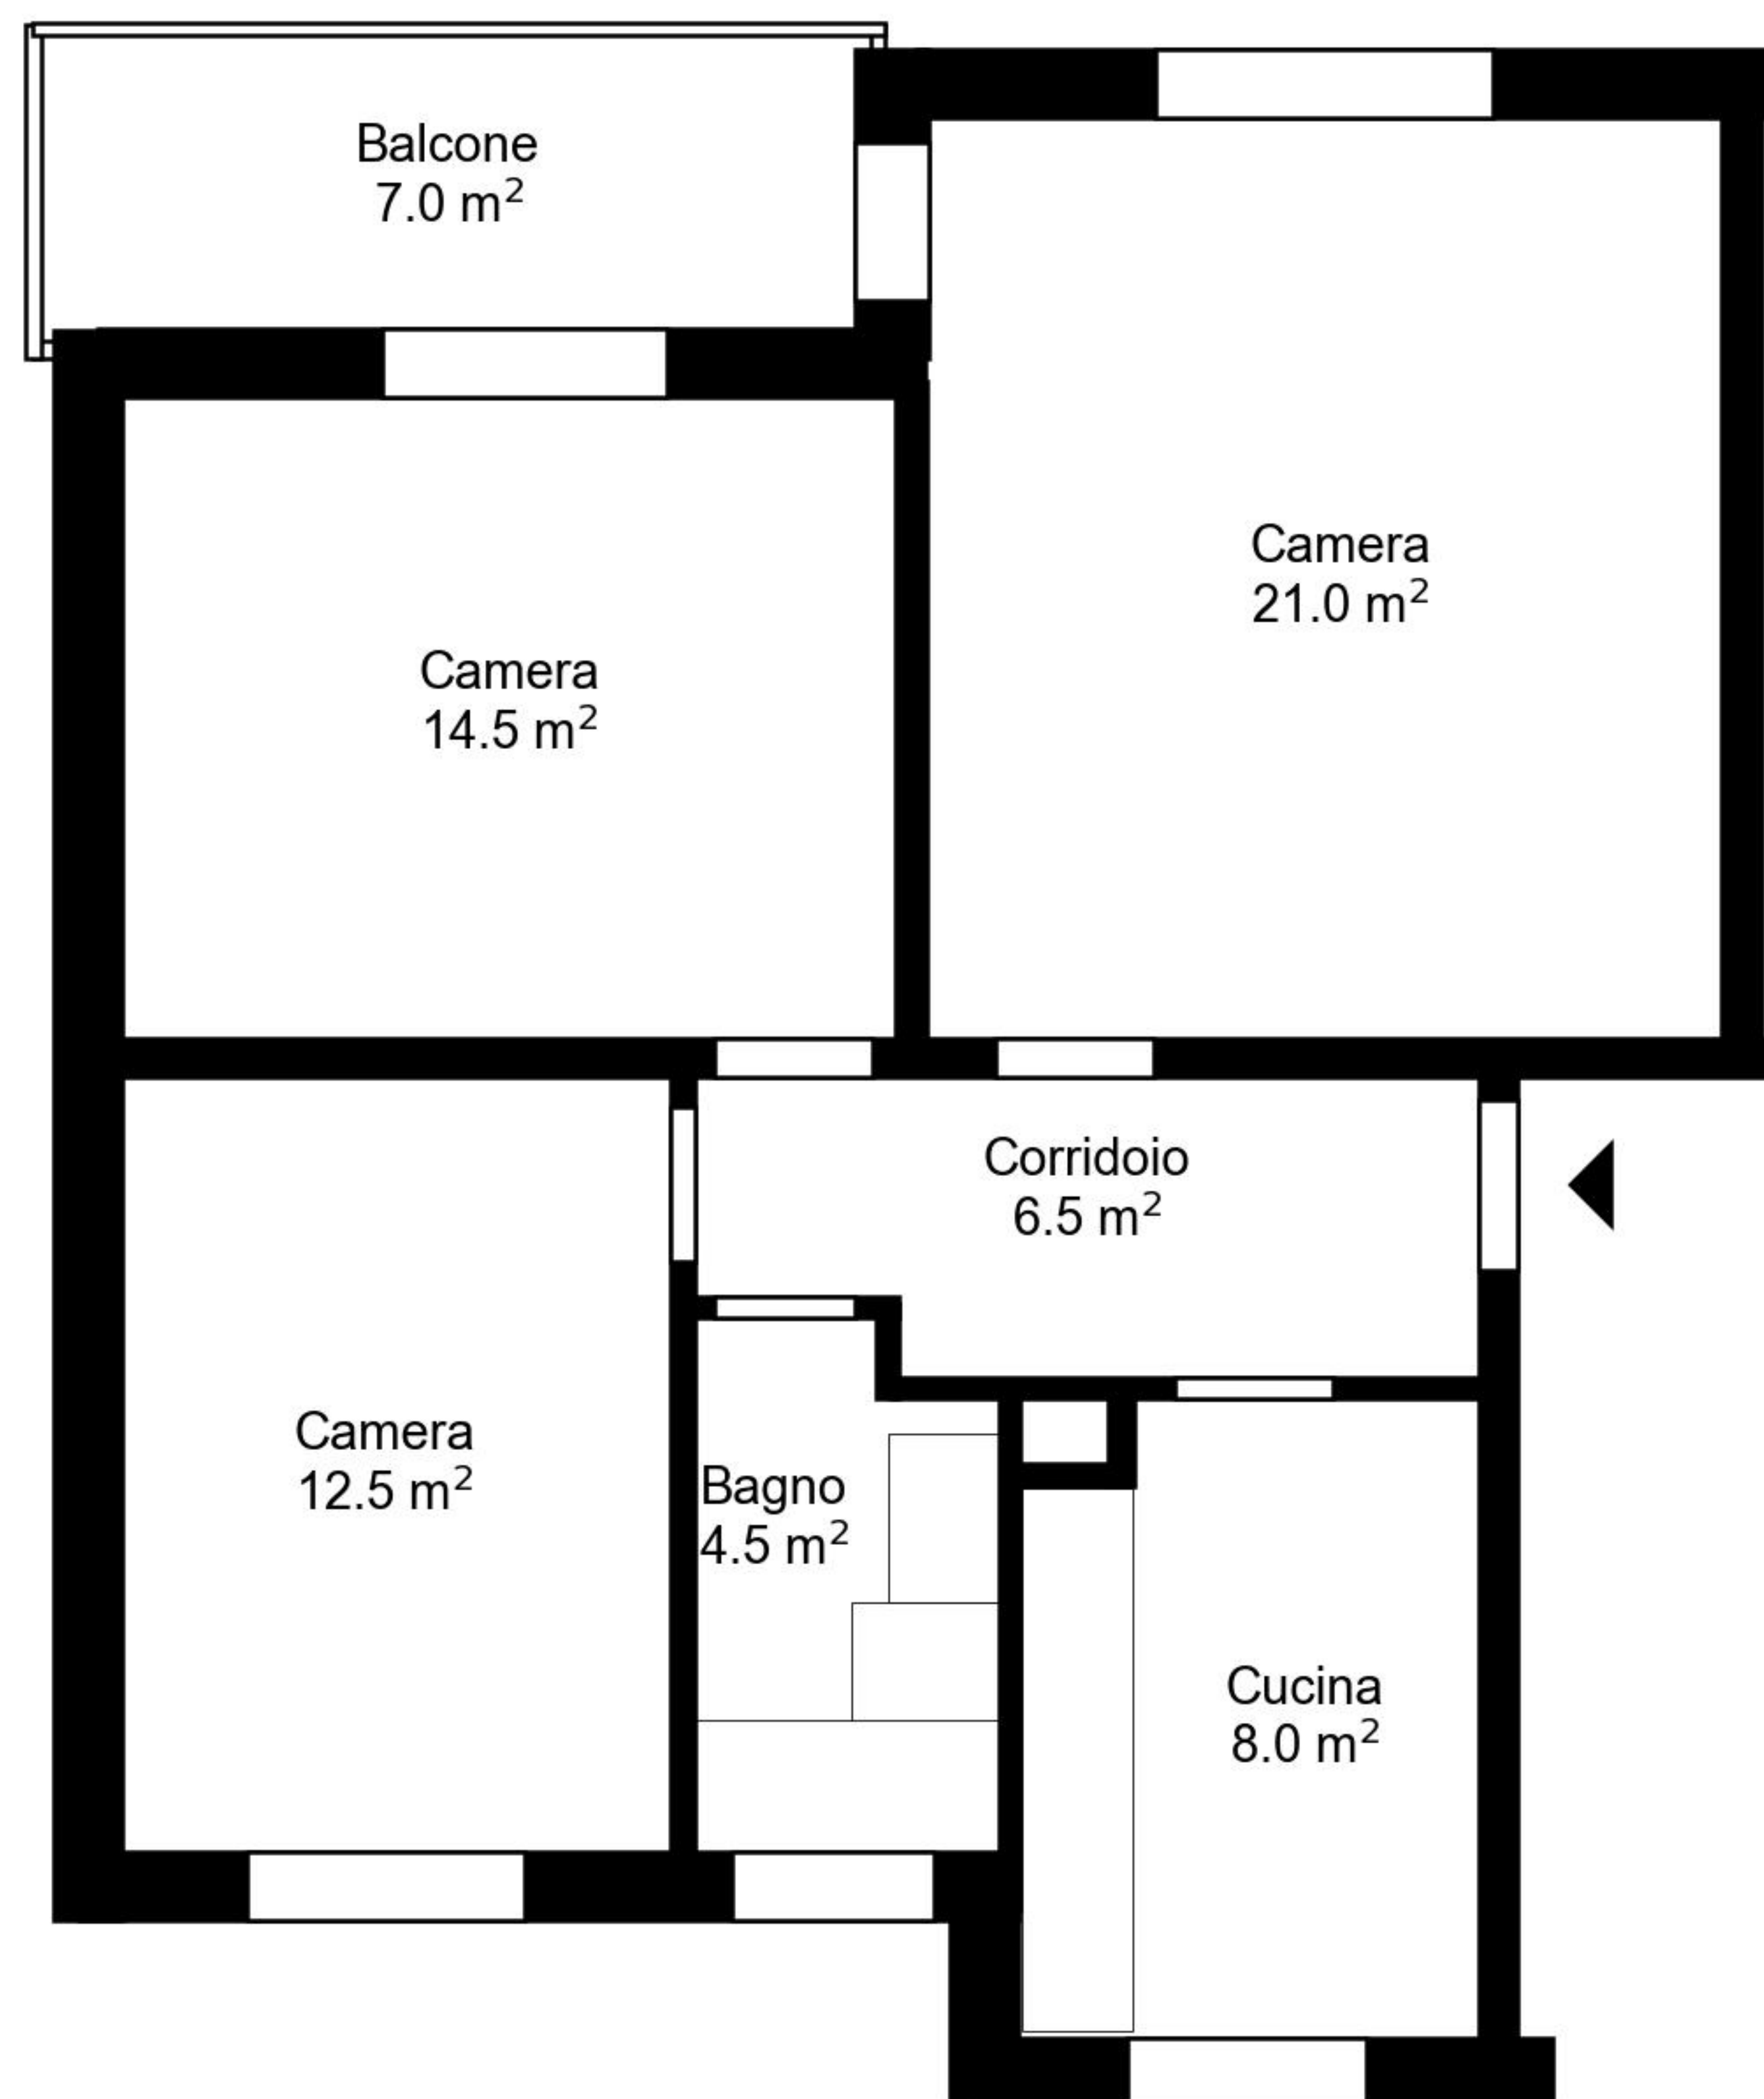 Balcone
7.0 m²
Camera
21.0 m²
Camera
14.5 m²
Corridoio
6.5 m²
Camera
12.5 m²
Bagno
4.5 m²
Cucina
8.0 m²